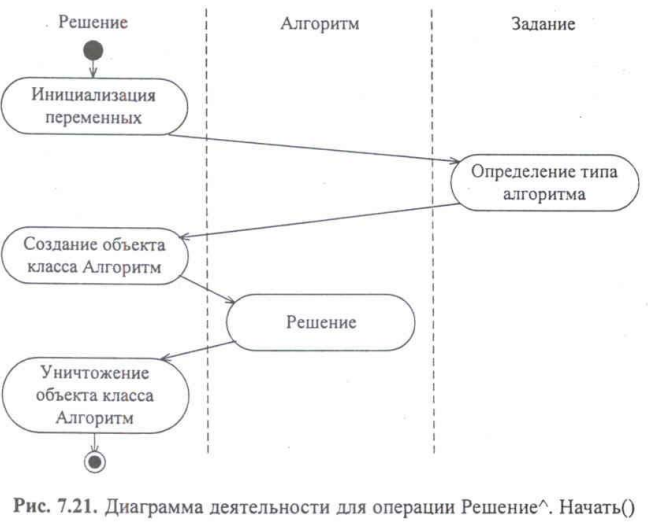 Решение
Алгоритм
Задание
Инициализация
переменных
Определение типа
алгоритма
Создание объекта
класса Алгоритм
Решение
Уничтожение
объекта класса
Алгоритм
Рис. 7.21. Диаграмма деятельности для операции Решение^. Начать()